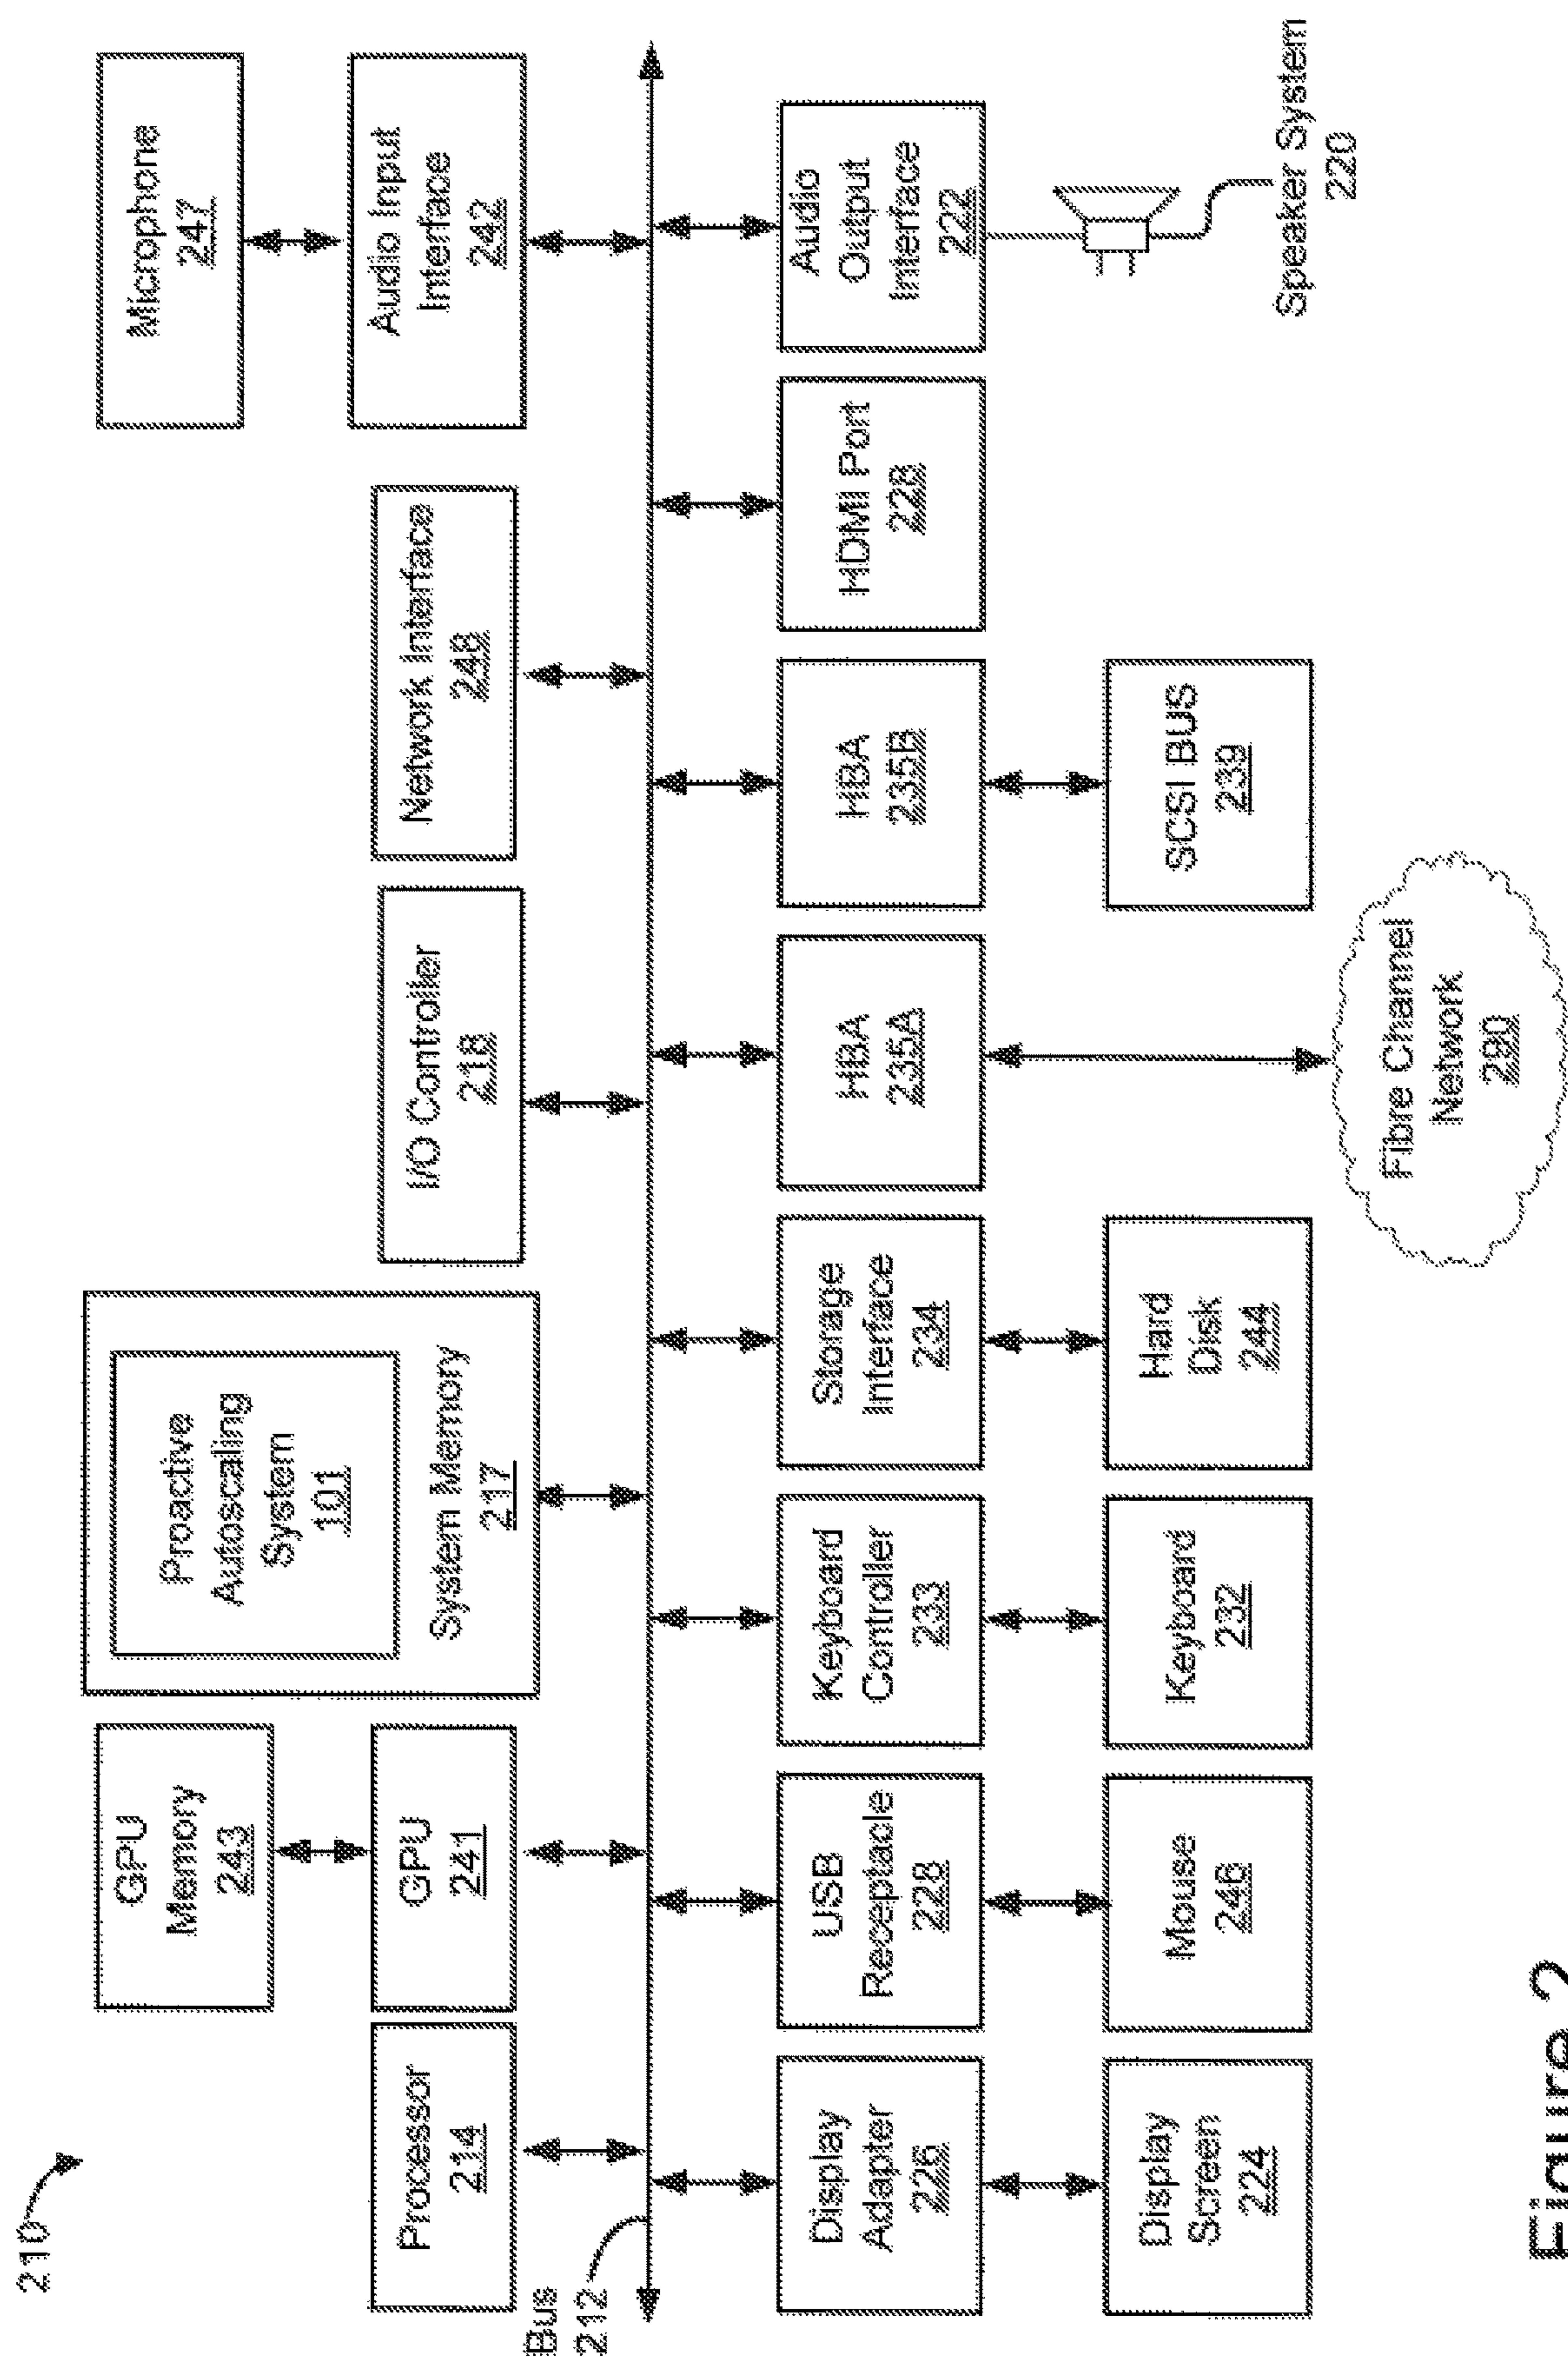 210
Microphone
247
GPU
Memory
243
Proactive
Autoscaling
System
101
System Memory
217
Processor
214
GPU
241
I/O Controller
218
Network Interface
248
Audio Input
Interface
242
Bus
212
Display
Adapter
226
USB
Receptacle
228
Keyboard
Controller
233
Storage
Interface
234
HBA
235A
HBA
235B
HDMI Port
228
Audio
Output
Interface
222
Display
Screen
224
Mouse
246
Keyboard
232
Hard
Disk
244
SCSI BUS
239
Speaker System
220
Fibre Channel
Network
290
Figure 2